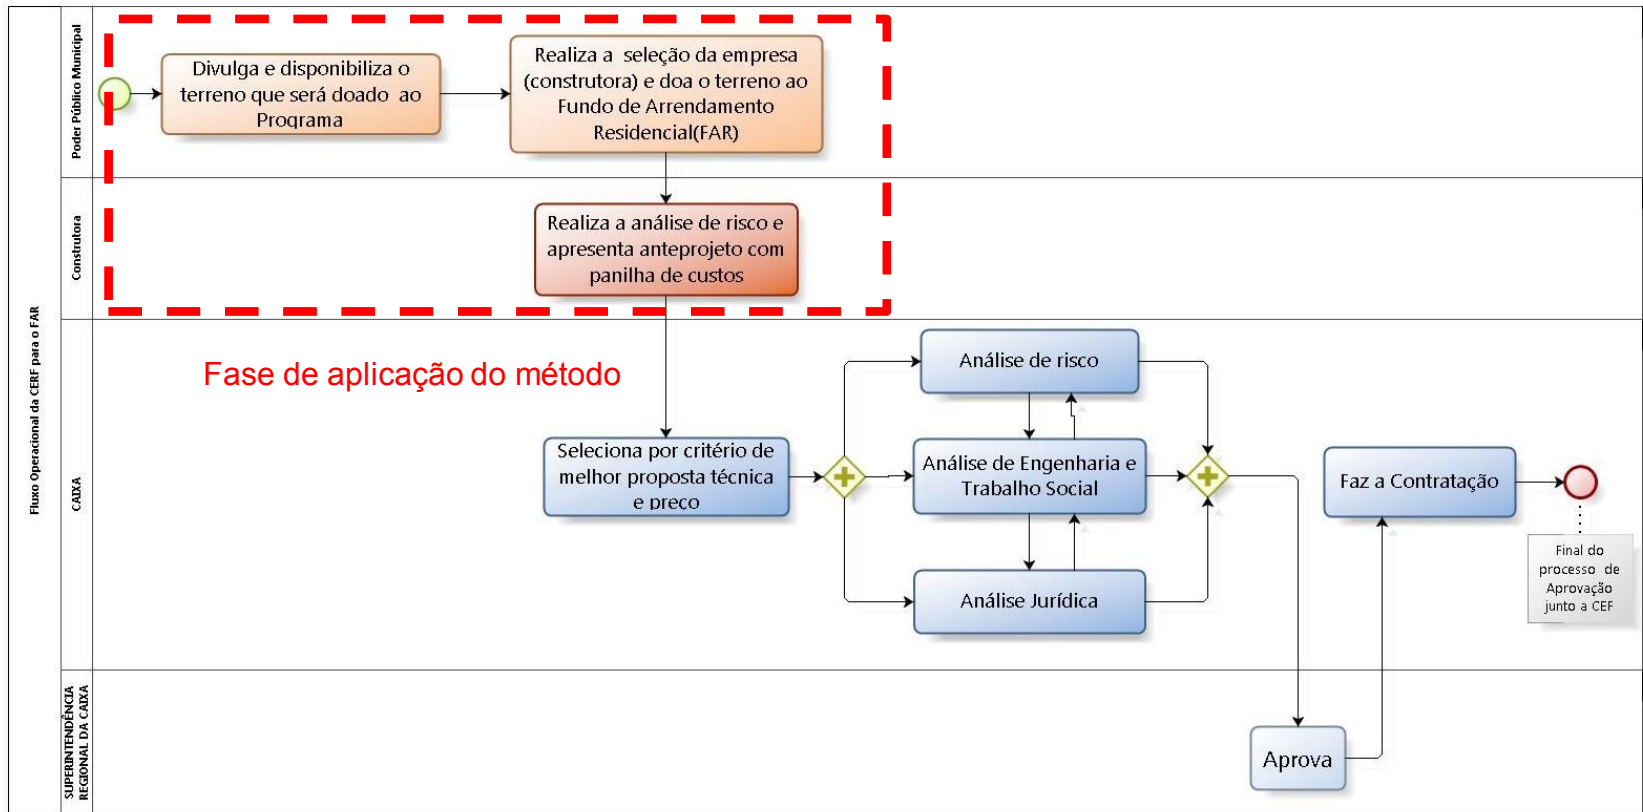 Fluxo Operacional da CERF para o FAR
Poder Público Municipal
Divulga e disponibiliza o
terreno que será doado ao
Programa
Realiza a seleção da empresa
(construtora) e doa o terreno ao
Fundo de Arrendamento
Residencial(FAR)
Construtora
Realiza a análise de risco e
apresenta anteprojeto com
panilha de custos
CAIXA
Fase de aplicação do método
Seleciona por critério de
melhor proposta técnica
e preço
Análise de risco
Análise de Engenharia e
Trabalho Social
Análise Jurídica
Faz a Contratação
Final do
processo de
Aprovação
junto a CEF
SUPERINTENDÊNCIA
REGIONAL DA CAIXA
Aprova